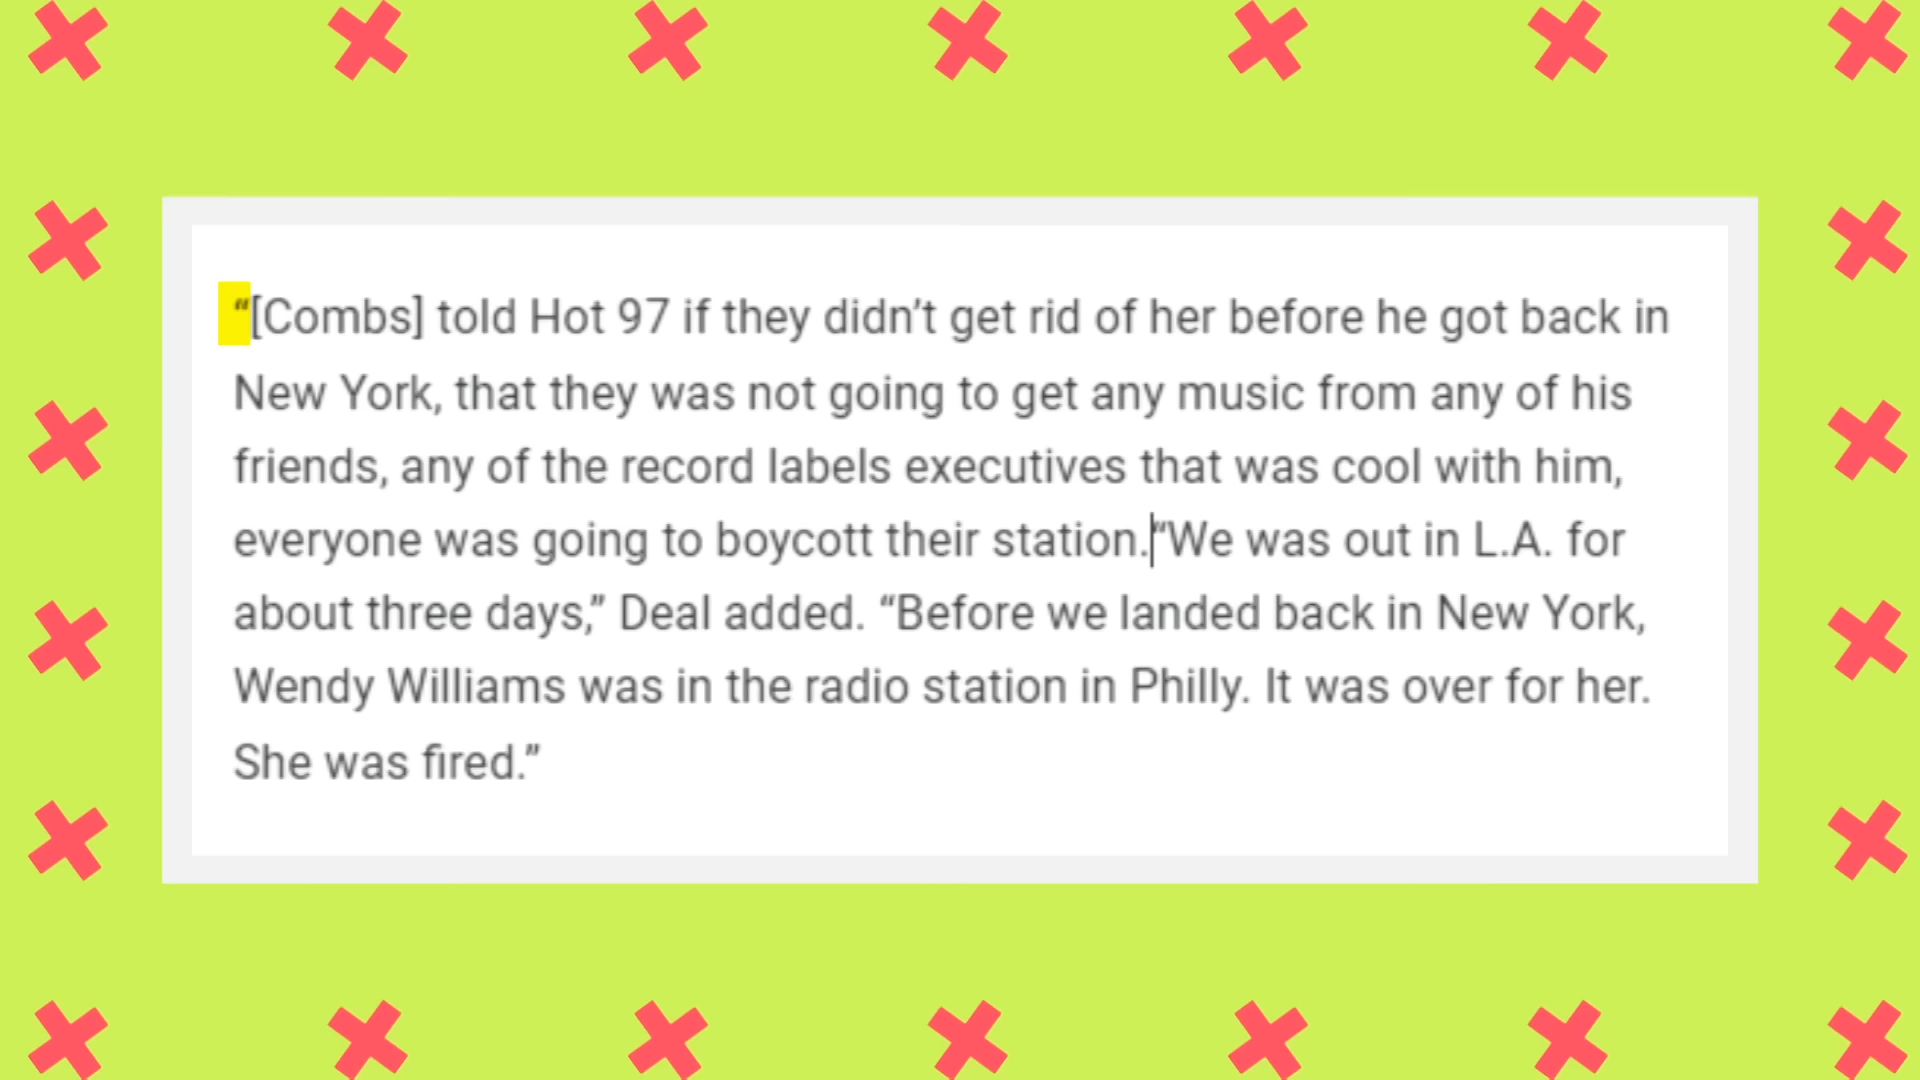 “[Combs] told Hot 97 if they didn’t get rid of her before he got back in
New York, that they was not going to get any music from any of his
friends, any of the record labels executives that was cool with him,
everyone was going to boycott their station.“We was out in L.A. for
about three days,” Deal added. “Before we landed back in New York,
Wendy Williams was in the radio station in Philly. It was over for her.
She was fired.”